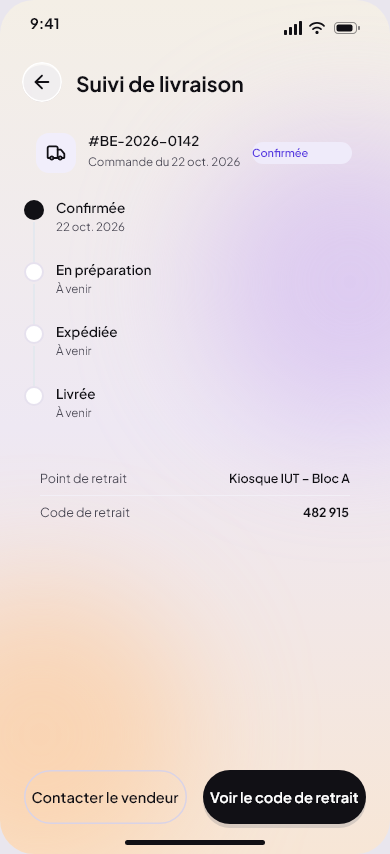 9:41
Suivi de livraison
#BE-2026-0142
Commande du 22 oct. 2026
Confirmée
Confirmée
22 oct. 2026
En préparation
À venir
Expédiée
À venir
Livrée
À venir
Point de retrait Kiosque IUT – Bloc A
Code de retrait 482 915
Contacter le vendeur Voir le code de retrait